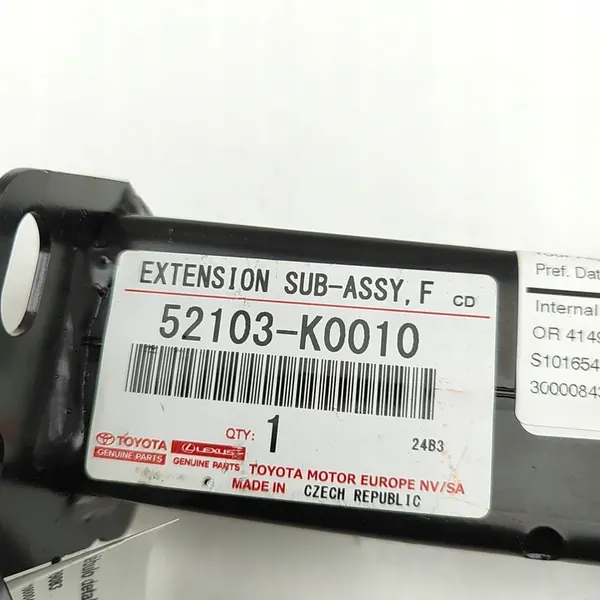 EXTENSION SUB-ASSY, F CD
52103-K0010
QTY: 1
24B3
TOYOTA
GENUINE PARTS
LEXUS
GENUINE PARTS
TOYOTA MOTOR EUROPE NV/SA
MADE IN CZECH REPUBLIC
Pref. Dat
Internal
OR 4149
S101654
3000084